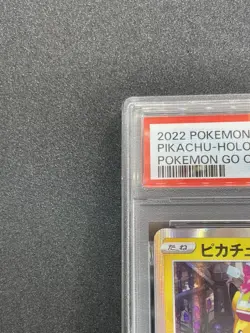 2022 POKEMON
PIKACHU-HOLO
POKEMON GO
たね
ピカチュ